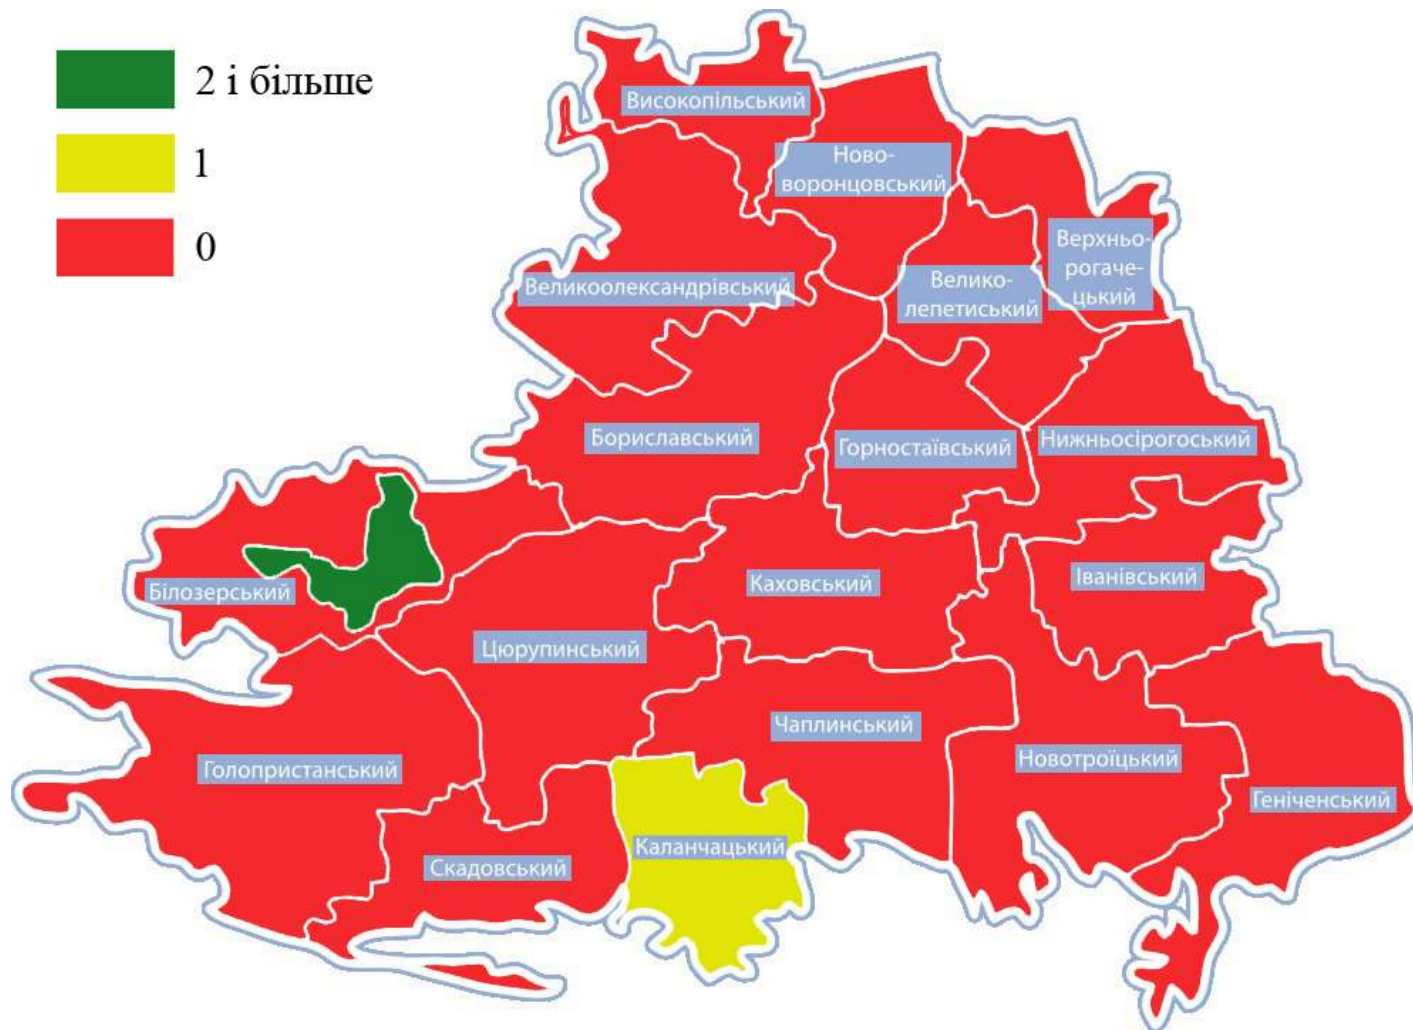 2 і більше
1
0
Високопільський
Ново-
воронцовський
Верхньо-
рогаче-
цький
Великоолександрівський
Велико-
лепетиський
Бориславський
Горностаївський
Нижньосірогоський
Білозерський
Каховський
Іванівський
Цюрупинський
Чаплинський
Голопристанський
Новотроїцький
Геніченський
Каланчацький
Скадовський